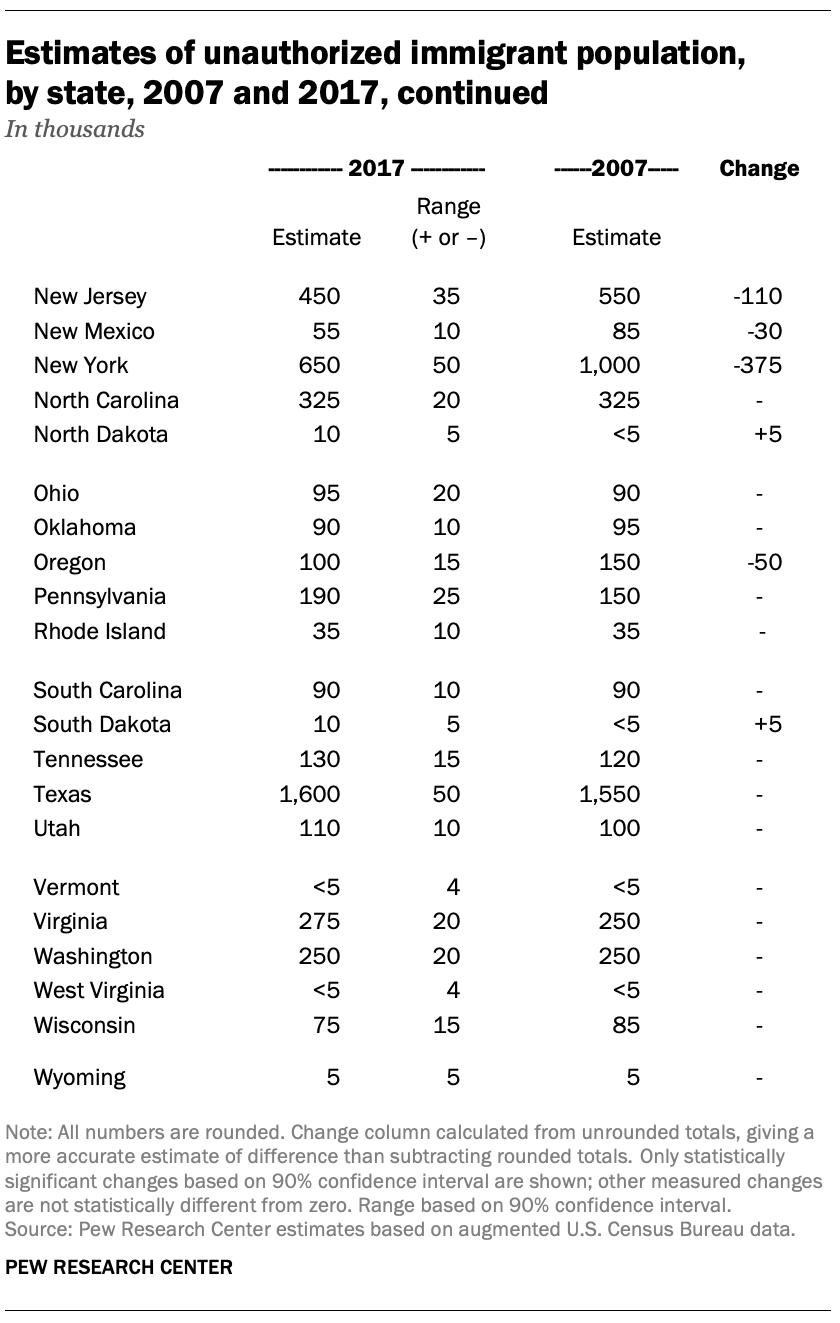 Estimates of unauthorized immigrant population,
by state, 2007 and 2017, continued
In thousands
------------ 2017 ------------ ------2007----- Change
Range
Estimate (+ or –) Estimate
New Jersey 450 35 550 -110
New Mexico 55 10 85 -30
New York 650 50 1,000 -375
North Carolina 325 20 325 -
North Dakota 10 5 <5 +5
Ohio 95 20 90 -
Oklahoma 90 10 95 -
Oregon 100 15 150 -50
Pennsylvania 190 25 150 -
Rhode Island 35 10 35 -
South Carolina 90 10 90 -
South Dakota 10 5 <5 +5
Tennessee 130 15 120 -
Texas 1,600 50 1,550 -
Utah 110 10 100 -
Vermont <5 4 <5 -
Virginia 275 20 250 -
Washington 250 20 250 -
West Virginia <5 4 <5 -
Wisconsin 75 15 85 -
Wyoming 5 5 5 -
Note: All numbers are rounded. Change column calculated from unrounded totals, giving a
more accurate estimate of difference than subtracting rounded totals. Only statistically
significant changes based on 90% confidence interval are shown; other measured changes
are not statistically different from zero. Range based on 90% confidence interval.
Source: Pew Research Center estimates based on augmented U.S. Census Bureau data.
PEW RESEARCH CENTER